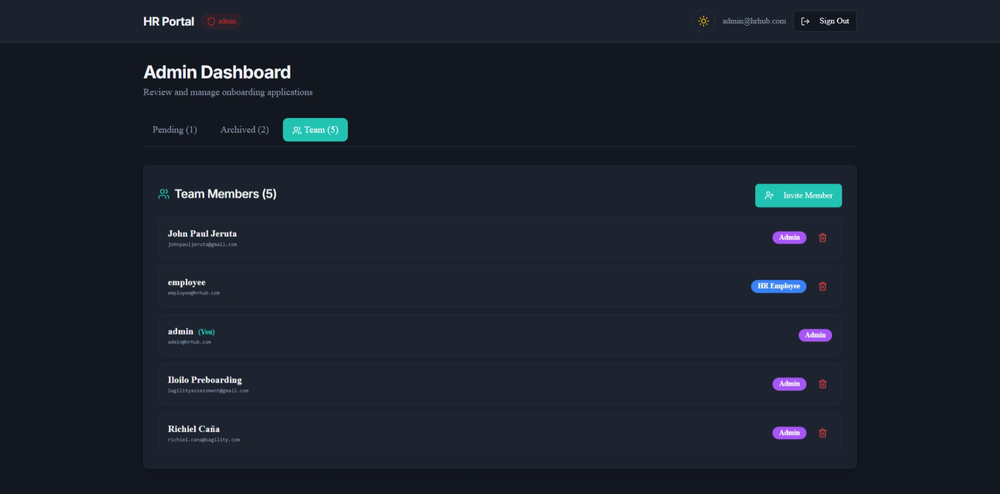 HR Portal admin admin@hrhub.com Sign Out
Admin Dashboard
Review and manage onboarding applications
Pending (1) Archived (2) Team (5)
Team Members (5) Invite Member
John Paul Jeruta Admin
johnpauljeruta@gmail.com
employee HR Employee
employee@hrhub.com
admin (You) Admin
admin@hrhub.com
Iloilo Preboarding Admin
Sagilityassessment@gmail.com
Richiel Caña Admin
richiel.cana@sagility.com